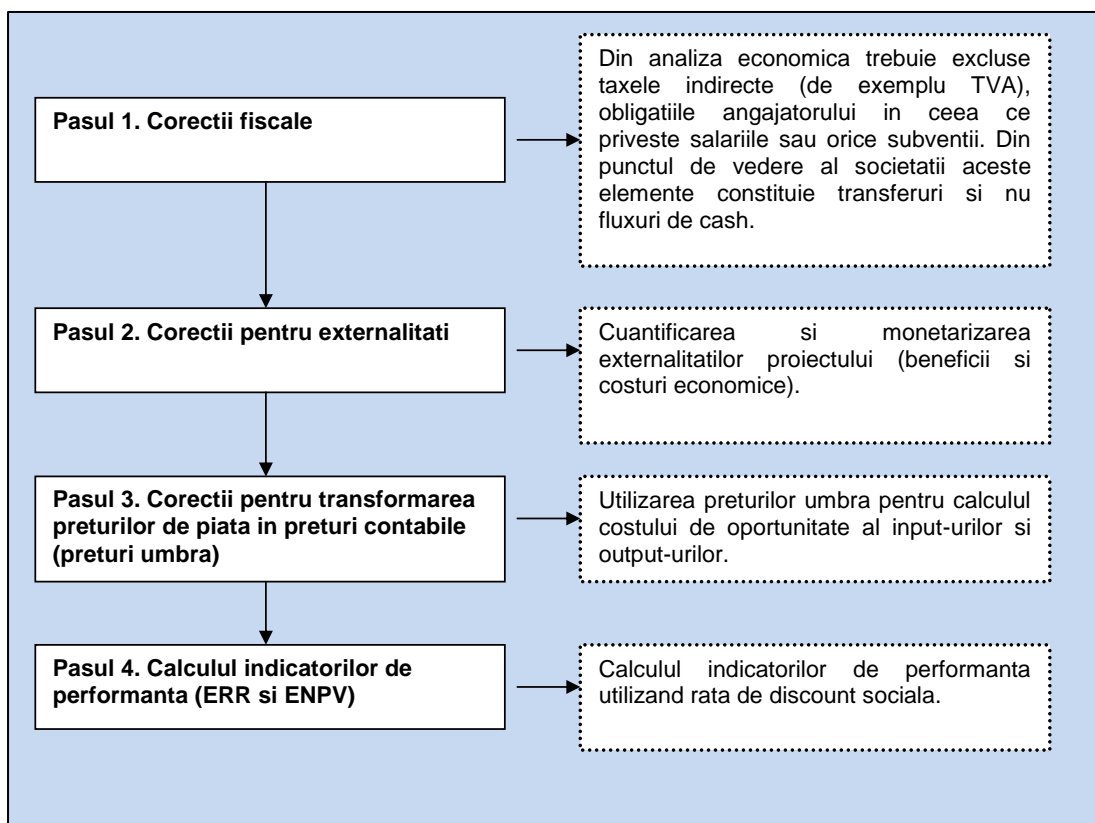 Pasul 1. Corectii fiscale
Din analiza economica trebuie excluse
taxele indirecte (de exemplu TVA),
obligatiile angajatorului in ceea ce
priveste salariile sau orice subventii. Din
punctul de vedere al societatii aceste
elemente constituie transferuri si nu
fluxuri de cash.
Pasul 2. Corectii pentru externalitati
Cuantificarea si monetarizarea
externalitatilor proiectului (beneficii si
costuri economice).
Pasul 3. Corectii pentru transformarea
preturilor de piata in preturi contabile
(preturi umbra)
Utilizarea preturilor umbra pentru calculul
costului de oportunitate al input-urilor si
output-urilor.
Pasul 4. Calculul indicatorilor de
performanta (ERR si ENPV)
Calculul indicatorilor de performanta
utilizand rata de discount sociala.